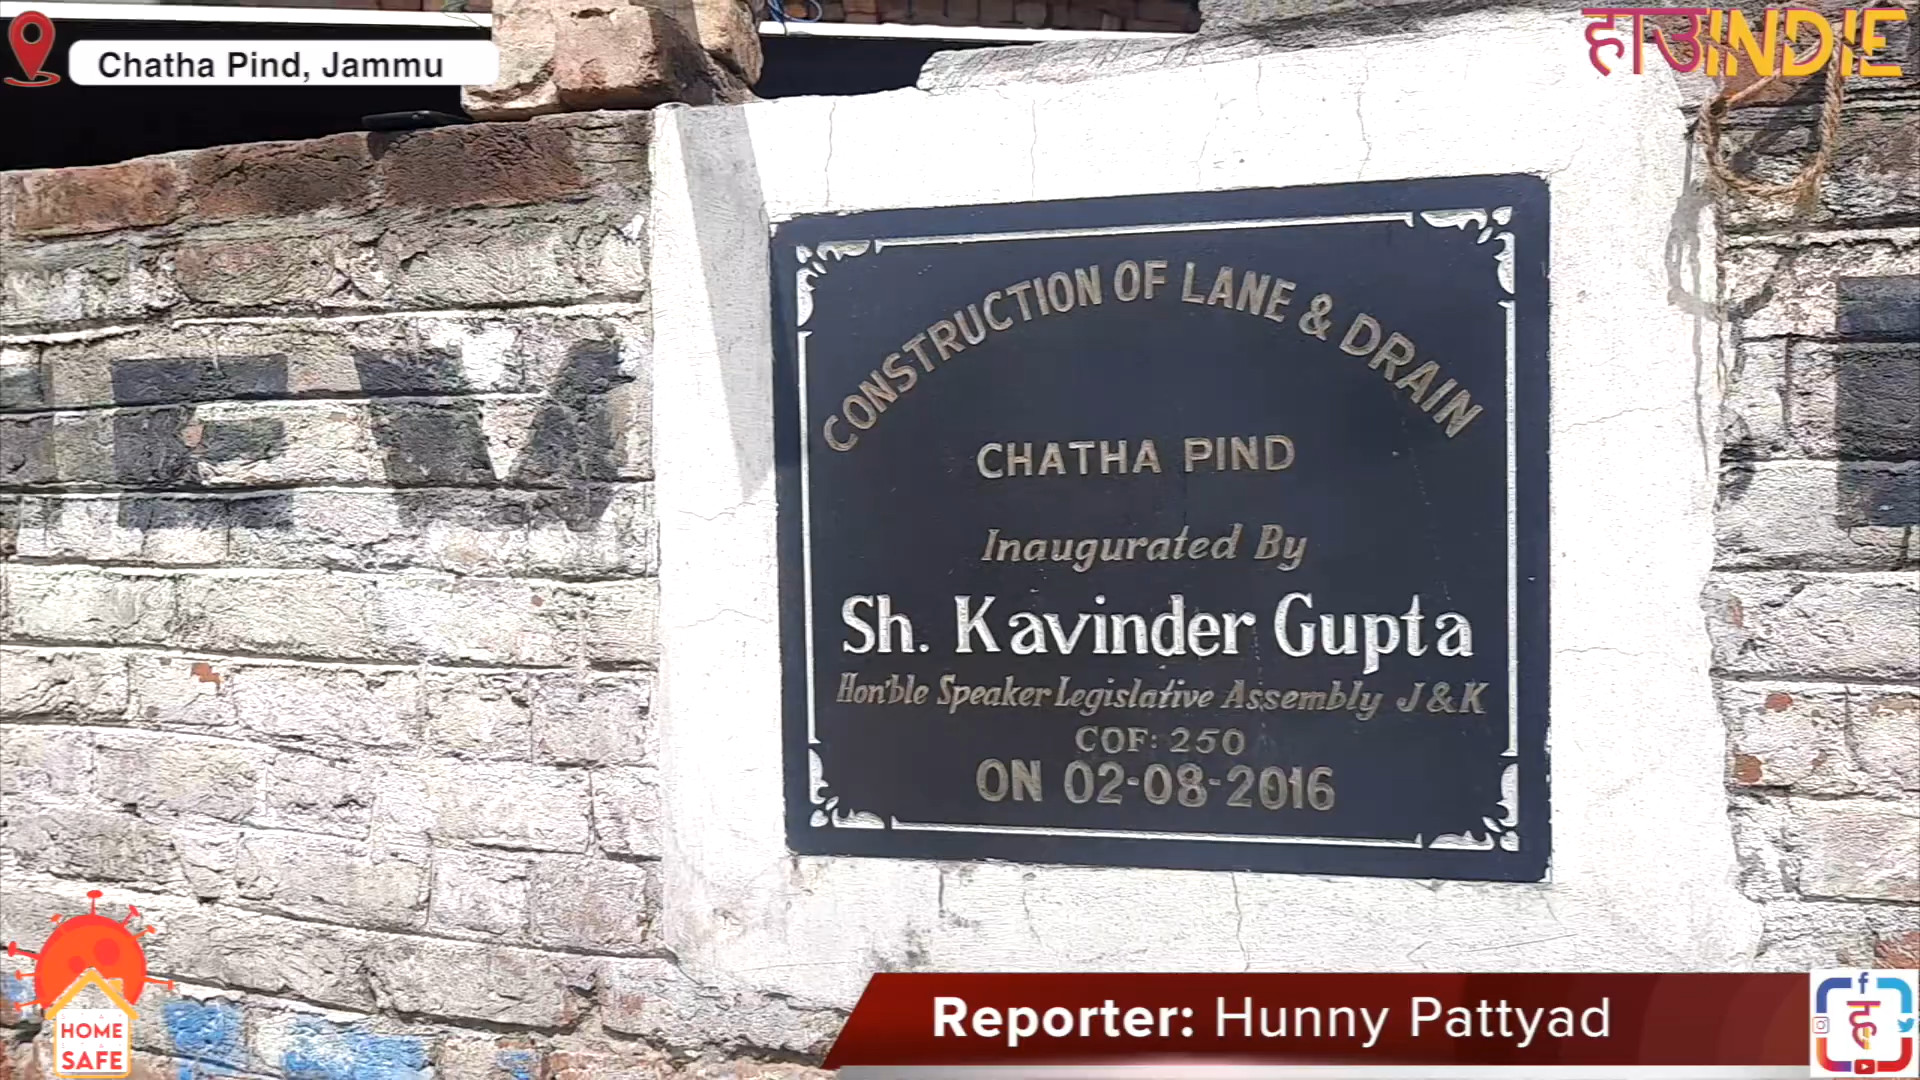 Chatha Pind, Jammu
हाउINDIE
CONSTRUCTION OF LANE & DRAIN
CHATHA PIND
Inaugurated By
Sh. Kavinder Gupta
Hon'ble Speaker Legislative Assembly J & K
COF: 250
ON 02-08-2016
HOME
SAFE
Reporter: Hunny Pattyad
ह